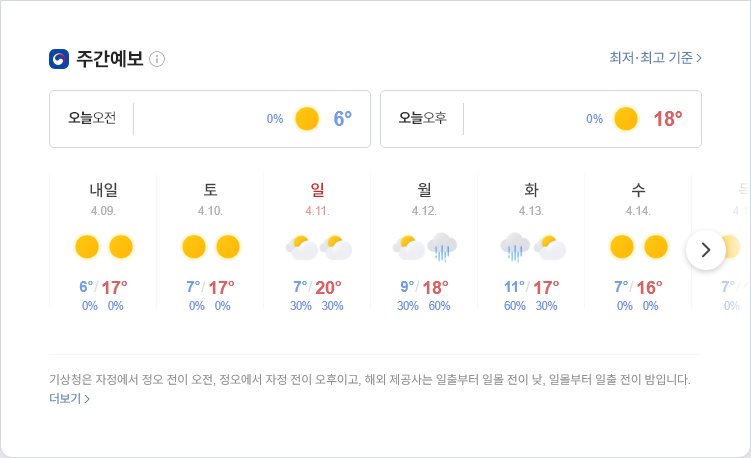 주간예보
최저·최고 기준
오늘오전 0% 6°
오늘오후 0% 18°
내일 토 일 월 화 수
4.09. 4.10. 4.11. 4.12. 4.13. 4.14.
6°/17° 7°/17° 7°/20° 9°/18° 11°/17° 7°/16° 7°
0% 0% 0% 0% 30% 30% 30% 60% 60% 30% 0% 0% 0%
기상청은 자정에서 정오 전이 오전, 정오에서 자정 전이 오후이고, 해외 제공사는 일출부터 일몰 전이 낮, 일몰부터 일출 전이 밤입니다.
더보기